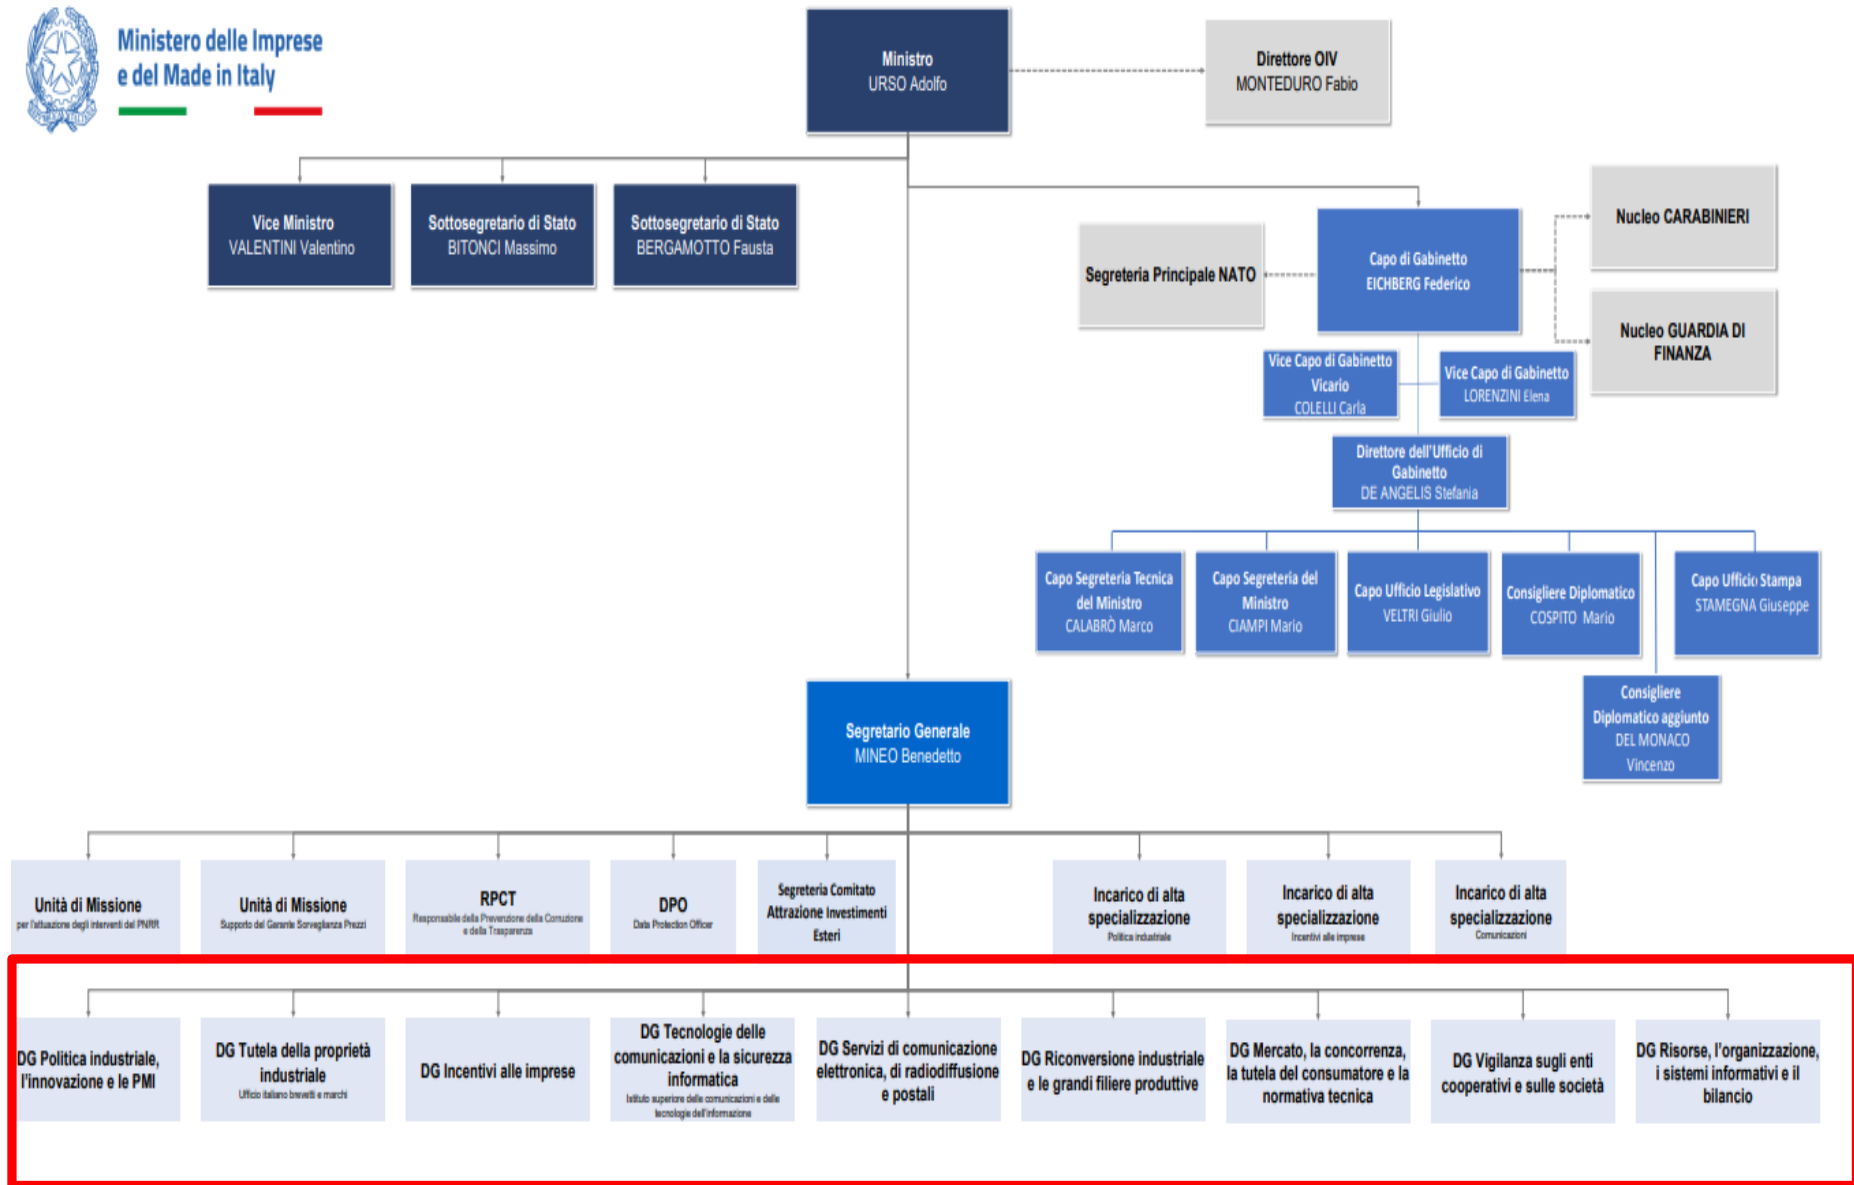 Ministero delle Imprese
e del Made in Italy
Ministro
URSO Adolfo
Direttore OIV
MONTEDURO Fabio
Vice Ministro
VALENTINI Valentino
Sottosegretario di Stato
BITONCI Massimo
Sottosegretario di Stato
BERGAMOTTO Fausta
Segreteria Principale NATO
Capo di Gabinetto
EICHBERG Federico
Nucleo CARABINIERI
Nucleo GUARDIA DI
FINANZA
Vice Capo di Gabinetto
Vicario
COLELLI Carla
Vice Capo di Gabinetto
LORENZINI Elena
Direttore dell'Ufficio di
Gabinetto
DE ANGELIS Stefania
Capo Segreteria Tecnica
del Ministro
CALABRÒ Marco
Capo Segreteria del
Ministro
CIAMPI Mario
Capo Ufficio Legislativo
VELTRI Giulio
Consigliere Diplomatico
COSPITO Mario
Capo Ufficio Stampa
STAMEGNA Giuseppe
Consigliere
Diplomatico aggiunto
DEL MONACO
Vincenzo
Segretario Generale
MINEO Benedetto
Unità di Missione
per l'attuazione degli interventi del PNRR
Unità di Missione
Supporto del Garante Sorveglianza Prezzi
RPCT
Responsabile della Prevenzione della Corruzione
e della Trasparenza
DPO
Data Protection Officer
Segreteria Comitato
Attrazione Investimenti
Esteri
Incarico di alta
specializzazione
Politica industriale
Incarico di alta
specializzazione
Incentivi alle imprese
Incarico di alta
specializzazione
Comunicazioni
DG Politica industriale,
l'innovazione e le PMI
DG Tutela della proprietà
industriale
Ufficio italiano brevetti e marchi
DG Incentivi alle imprese
DG Tecnologie delle
comunicazioni e la sicurezza
informatica
Istituto superiore delle comunicazioni e delle
tecnologie dell'informazione
DG Servizi di comunicazione
elettronica, di radiodiffusione
e postali
DG Riconversione industriale
e le grandi filiere produttive
DG Mercato, la concorrenza,
la tutela del consumatore e la
normativa tecnica
DG Vigilanza sugli enti
cooperativi e sulle società
DG Risorse, l'organizzazione,
i sistemi informativi e il
bilancio